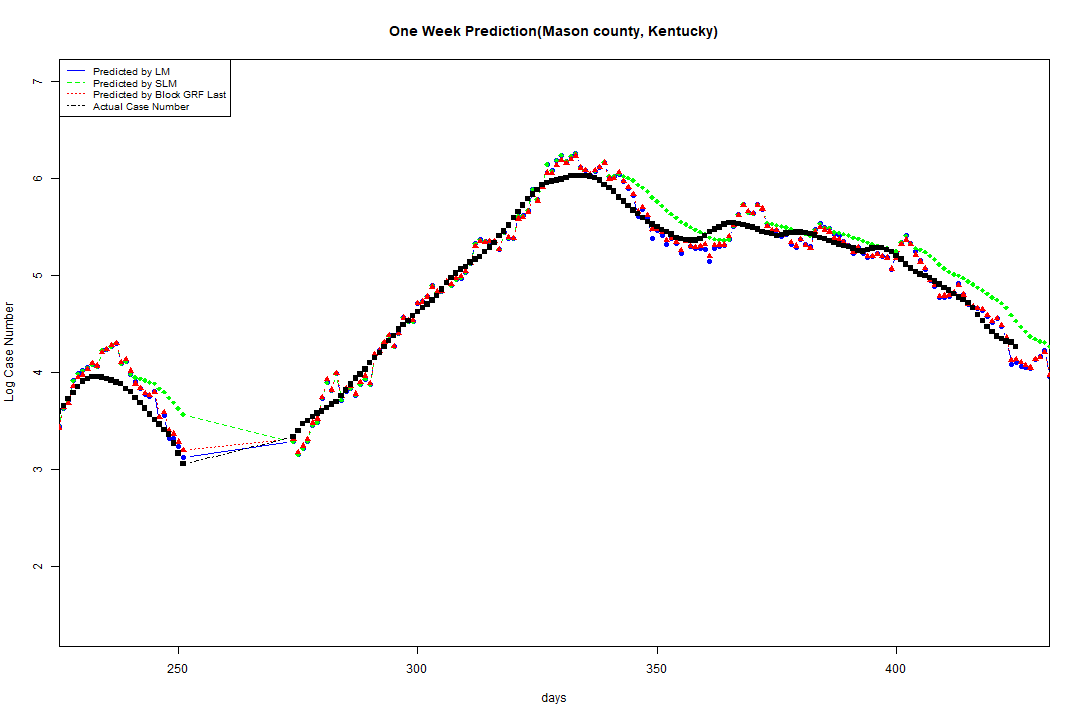 One Week Prediction(Mason county, Kentucky)
Predicted by LM
Predicted by SLM
Predicted by Block GRF Last
Actual Case Number
7
6
5
4
3
2
Log Case Number
250
300
350
400
days